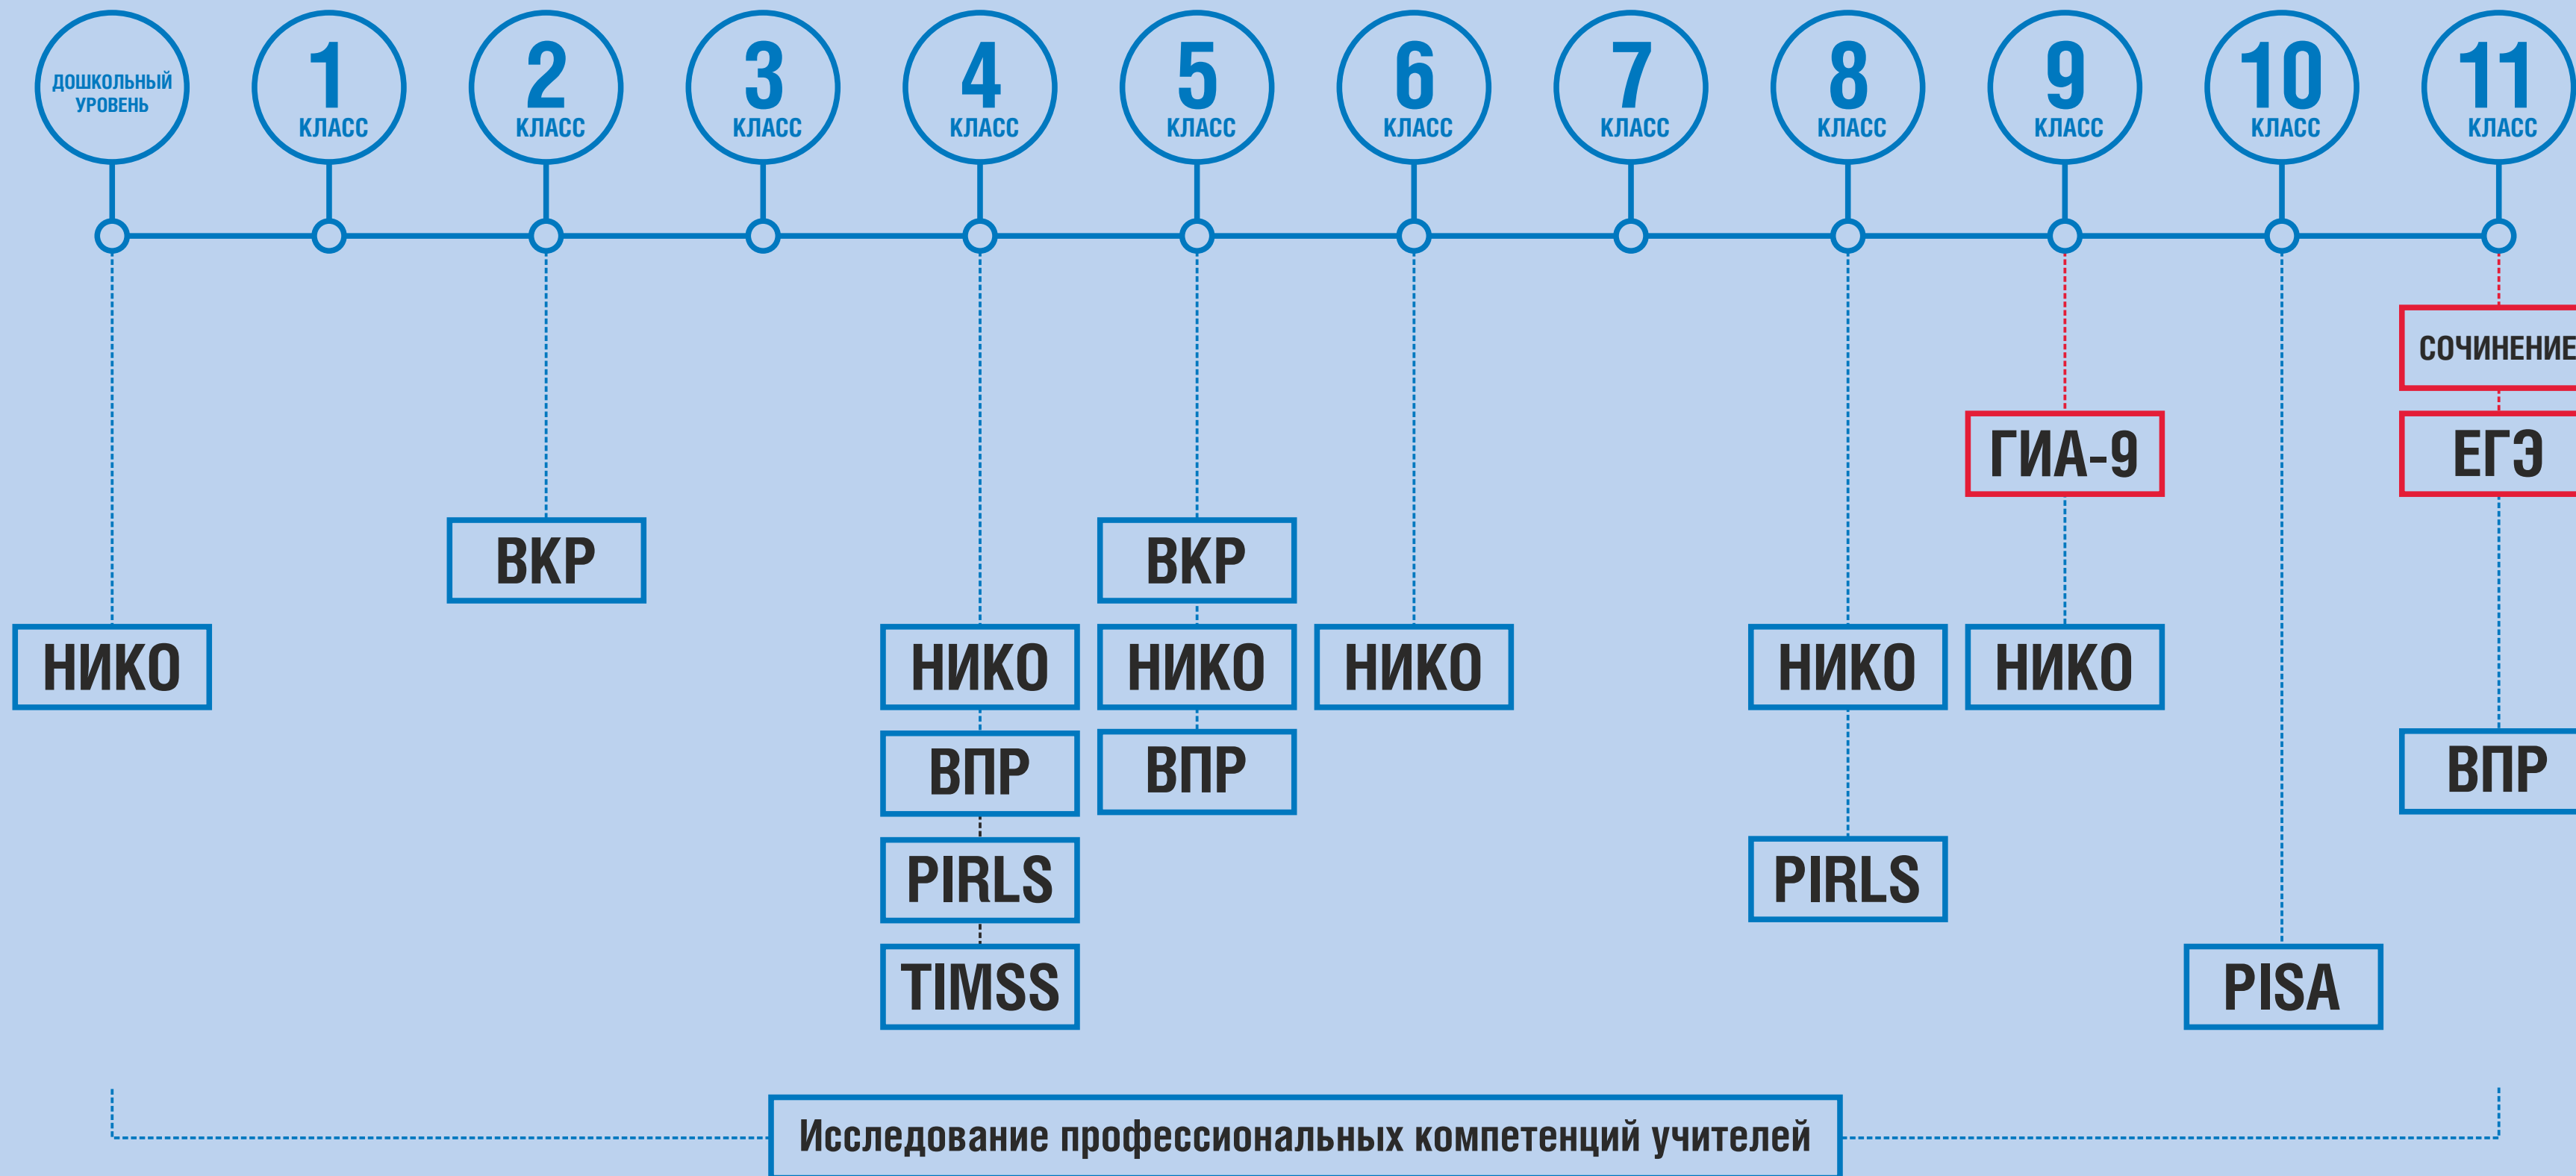 ДОШКОЛЬНЫЙ
УРОВЕНЬ
1
КЛАСС
2
КЛАСС
3
КЛАСС
4
КЛАСС
5
КЛАСС
6
КЛАСС
7
КЛАСС
8
КЛАСС
9
КЛАСС
10
КЛАСС
11
КЛАСС
СОЧИНЕНИЕ
ГИА-9
ЕГЭ
ВКР
ВКР
НИКО
НИКО
НИКО
НИКО
НИКО
НИКО
ВПР
ВПР
ВПР
PIRLS
PIRLS
TIMSS
PISA
Исследование профессиональных компетенций учителей